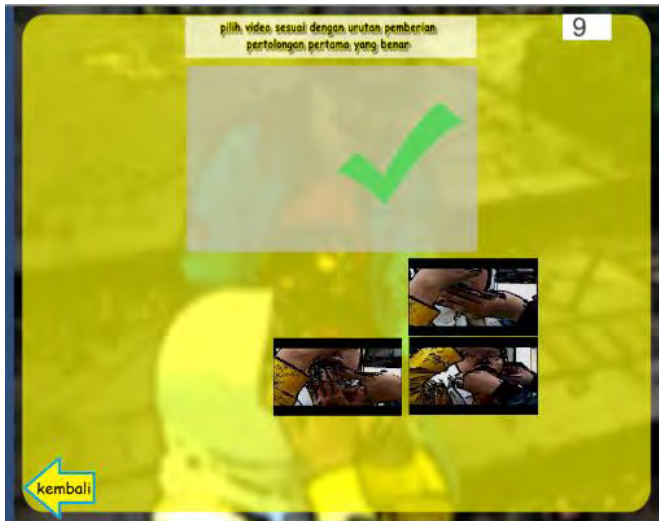 pilih video sesuai dengan urutan pemberian
pertolongan pertama yang benar
9
kembali